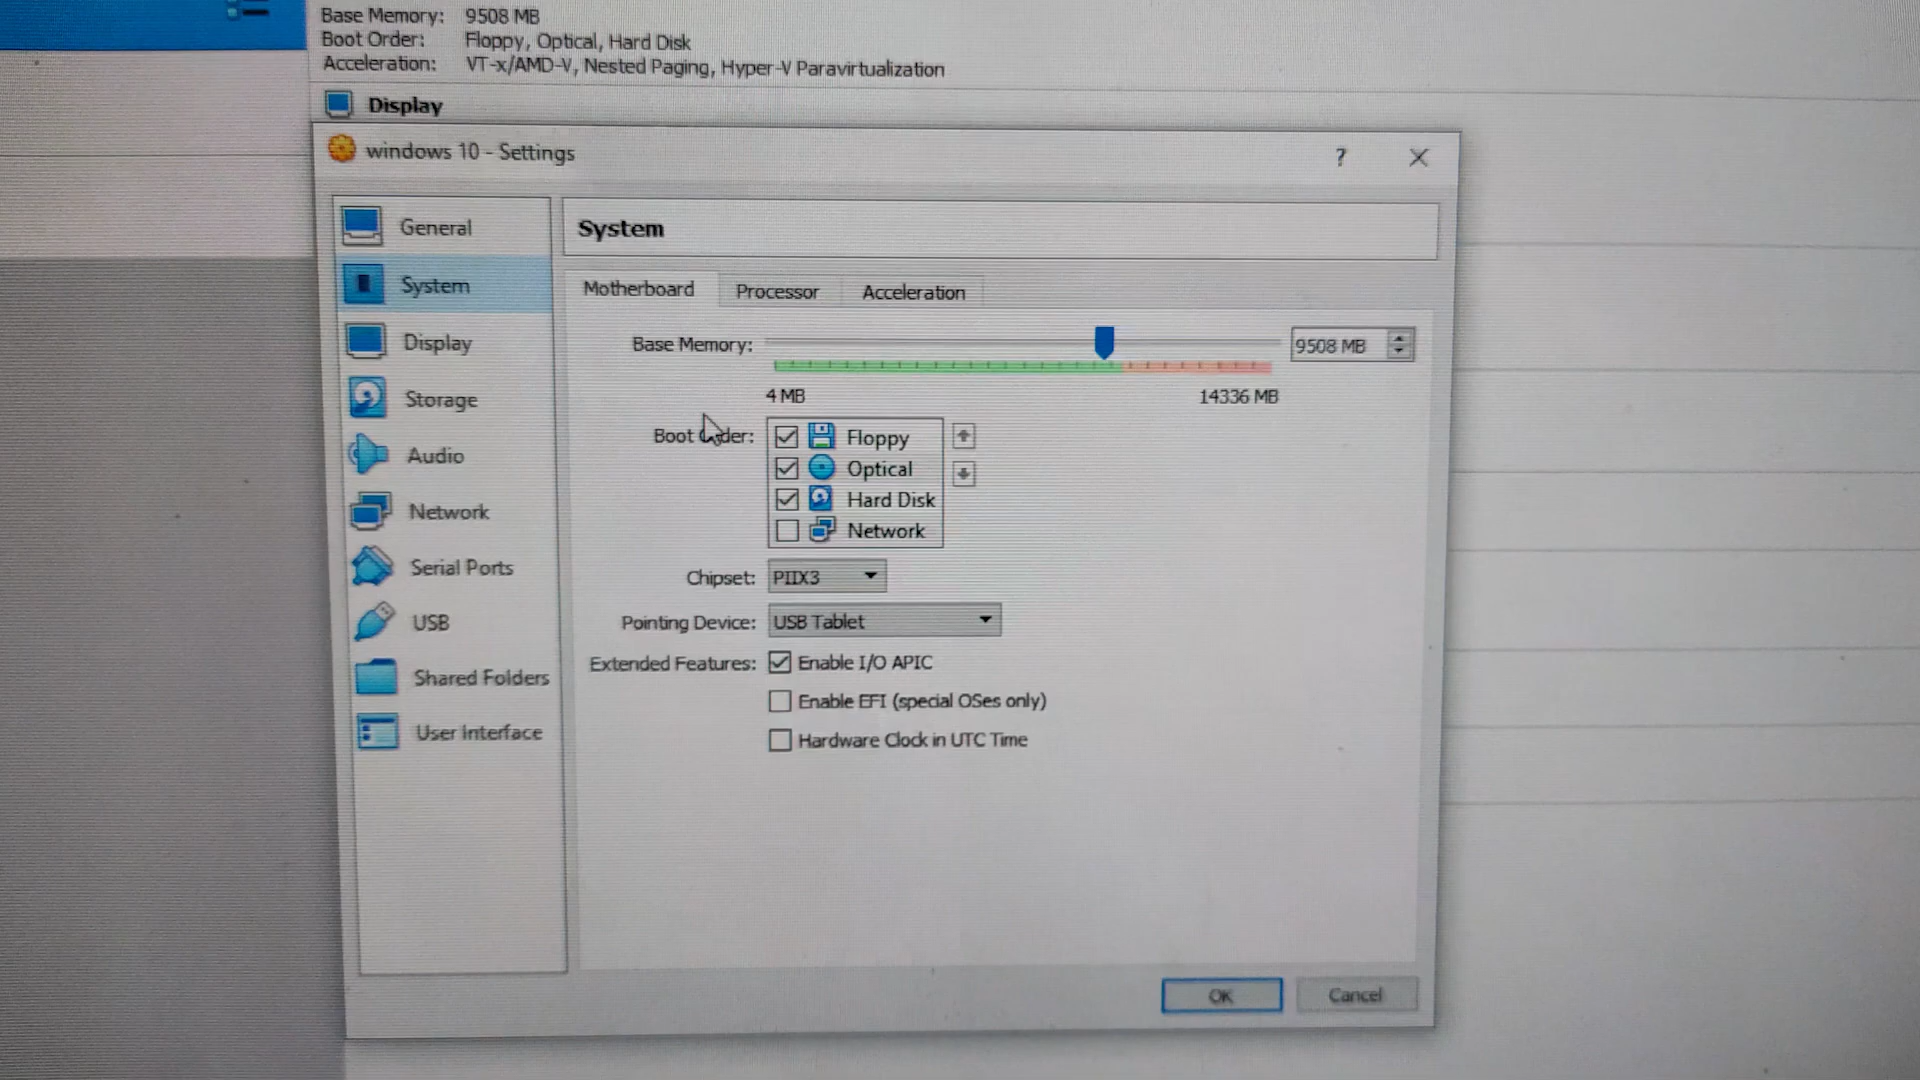 Base Memory: 9508 MB
Boot Order: Floppy, Optical, Hard Disk
Acceleration: VT-x/AMD-V, Nested Paging, Hyper-V Paravirtualization
Display
windows 10 - Settings
?
General
System
Display
Storage
Audio
Network
Serial Ports
USB
Shared Folders
User Interface
System
Motherboard Processor Acceleration
Base Memory: 9508 MB
4 MB 14336 MB
Boot Order: Floppy
Optical
Hard Disk
Network
Chipset: PIIX3
Pointing Device: USB Tablet
Extended Features: Enable I/O APIC
Enable EFI (special OSes only)
Hardware Clock in UTC Time
OK Cancel